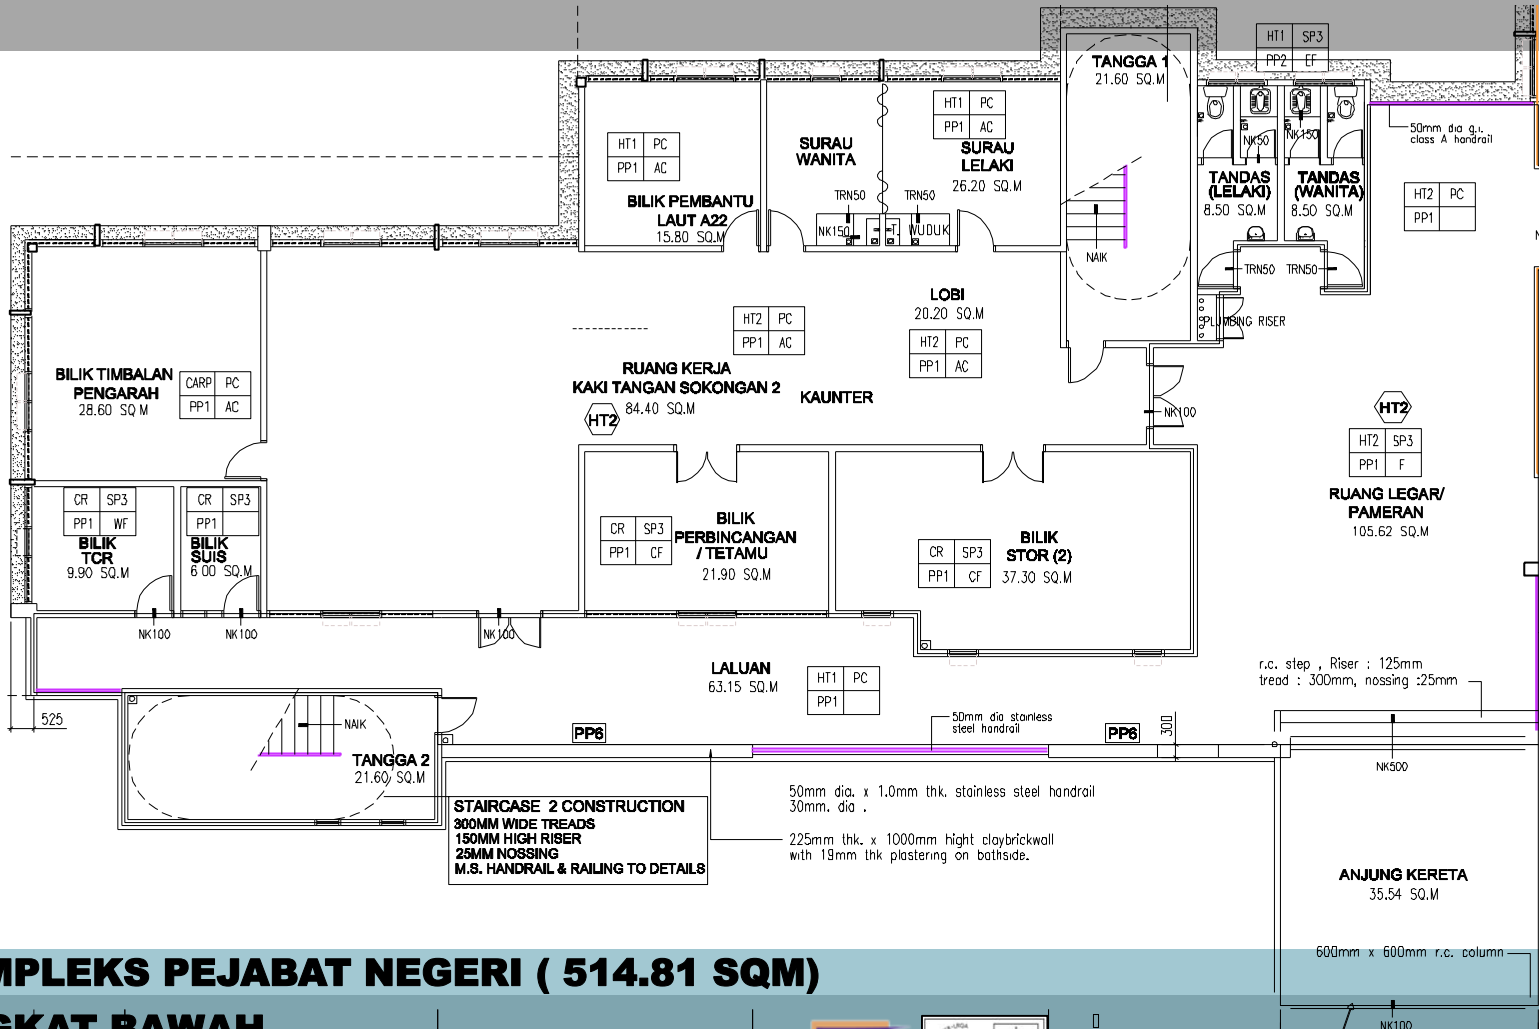 HT1 SP3
PP2 EF
TANGGA 1
21.60 SQ.M
HT1 PC
PP1 AC
HT1 PC
PP1 AC
SURAU
WANITA
SURAU
LELAKI
26.20 SQ.M
NK50
NK150
50mm dia g.i.
class A handrail
TANDAS
(LELAKI)
8.50 SQ.M
TANDAS
(WANITA)
8.50 SQ.M
HT2 PC
PP1
BILIK PEMBANTU
LAUT A22
15.80 SQ.M
TRN50
TRN50
NK150
T. WUDUK
NAIK
TRN50
TRN50
LOBI
20.20 SQ.M
HT2 PC
PP1 AC
HT2 PC
PP1 AC
PLUMBING RISER
BILIK TIMBALAN
PENGARAH
28.60 SQ M
CARP PC
PP1 AC
RUANG KERJA
KAKI TANGAN SOKONGAN 2
84.40 SQ.M
HT2
KAUNTER
NK100
HT2
HT2 SP3
PP1 F
RUANG LEGAR/
PAMERAN
105.62 SQ.M
CR SP3
PP1 WF
BILIK
TCR
9.90 SQ.M
CR SP3
PP1
BILIK
SUIS
6 00 SQ.M
CR SP3
PP1 CF
BILIK
PERBINCANGAN
/ TETAMU
21.90 SQ.M
CR SP3
PP1 CF
BILIK
STOR (2)
37.30 SQ.M
NK100
NK100
NK100
LALUAN
63.15 SQ.M
HT1 PC
PP1
r.c. step , Riser : 125mm
tread : 300mm, nossing :25mm
525
NAIK
PP6
50mm dia stainless
steel handrail
PP6
300
TANGGA 2
21.60 SQ.M
NK500
STAIRCASE 2 CONSTRUCTION
300MM WIDE TREADS
150MM HIGH RISER
25MM NOSSING
M.S. HANDRAIL & RAILING TO DETAILS
50mm dia. x 1.0mm thk. stainless steel handrail
30mm. dia .
225mm thk. x 1000mm hight claybrickwall
with 19mm thk plastering on bathside.
ANJUNG KERETA
35.54 SQ.M
600mm x 600mm r.c. column
MPLEKS PEJABAT NEGERI ( 514.81 SQM)
GKAT BAWAH
NK100